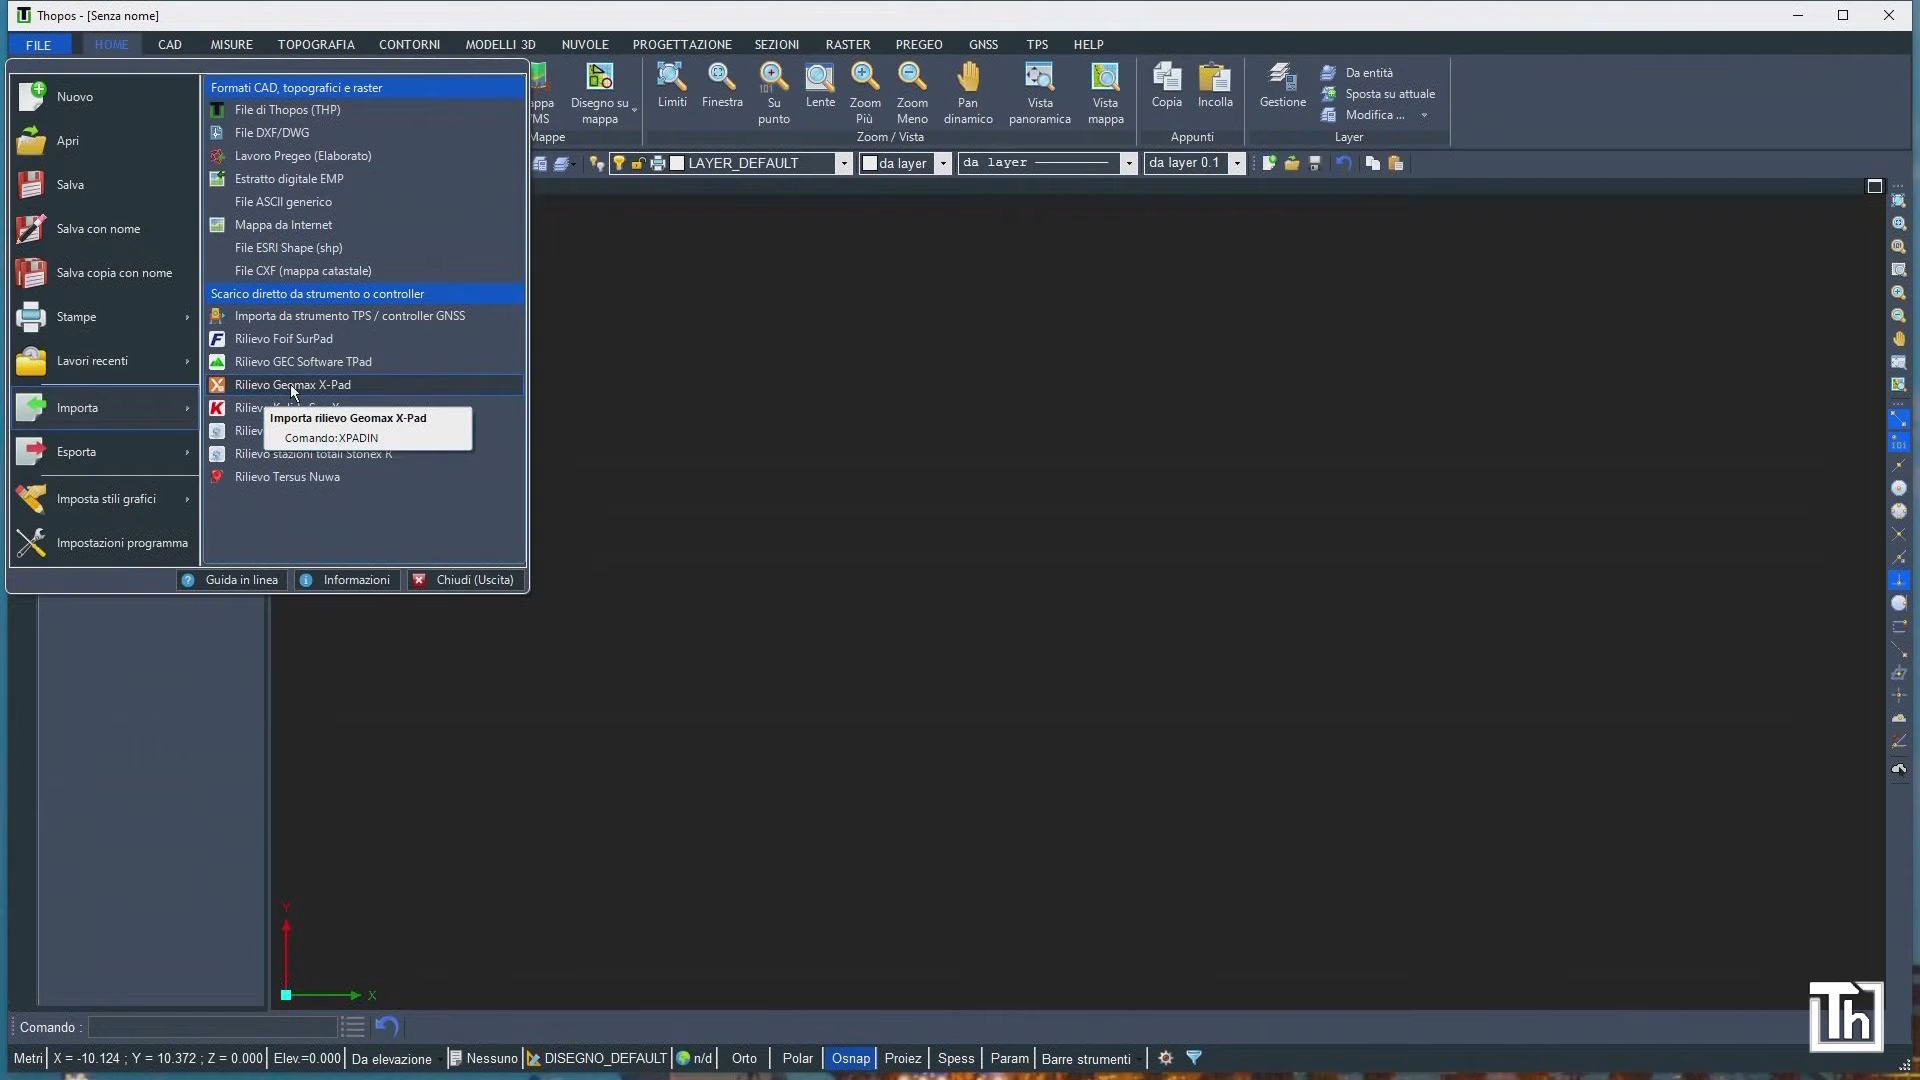 Thopos - [Senza nome]
FILE HOME CAD MISURE TOPOGRAFIA CONTORNI MODELLI 3D NUVOLE PROGETTAZIONE SEZIONI RASTER PREGEO GNSS TPS HELP
Nuovo
Apri
Salva
Salva con nome
Salva copia con nome
Stampe
Lavori recenti
Importa
Esporta
Imposta stili grafici
Impostazioni programma
Formati CAD, topografici e raster
File di Thopos (THP)
File DXF/DWG
Lavoro Pregeo (Elaborato)
Estratto digitale EMP
File ASCII generico
Mappa da Internet
File ESRI Shape (shp)
File CXF (mappa catastale)
Scarico diretto da strumento o controller
Importa da strumento TPS / controller GNSS
Rilievo Foif SurPad
Rilievo GEC Software TPad
Rilievo Geomax X-Pad
Importa rilievo Geomax X-Pad
Comando:XPADIN
Rilievo stazioni totali Stonex R
Rilievo Tersus Nuwa
Guida in linea Informazioni Chiudi (Uscita)
Disegno su mappa
Limiti
Finestra
Su punto
Lente
Zoom Più
Zoom Meno
Pan dinamico
Vista panoramica
Vista mappa
Zoom / Vista
Copia
Incolla
Appunti
Gestione
Da entità
Sposta su attuale
Modifica ...
Layer
LAYER_DEFAULT da layer da layer da layer 0.1
Y
X
Th
Comando :
Metri X = -10.124 ; Y = 10.372 ; Z = 0.000 Elev.=0.000 Da elevazione Nessuno DISEGNO_DEFAULT n/d Orto Polar Osnap Proiez Spess Param Barre strumenti